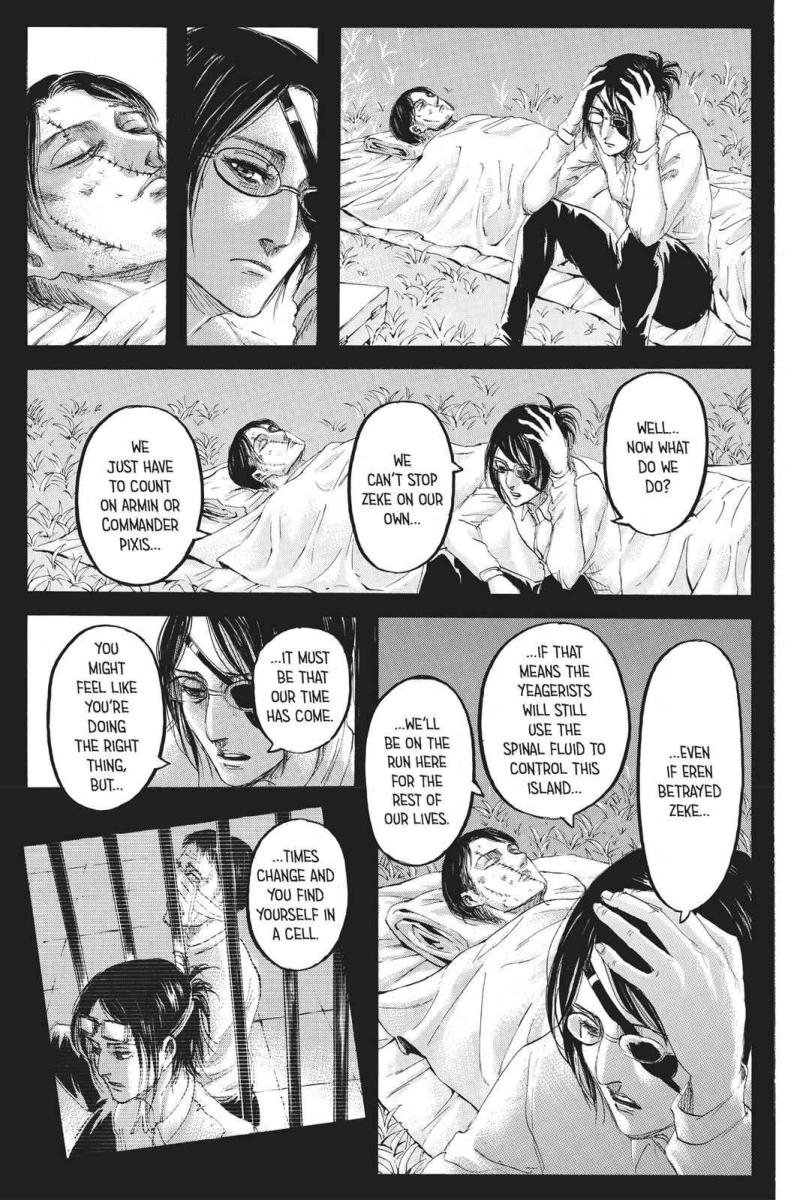 WELL...
NOW WHAT
DO WE
DO?
WE
CAN'T STOP
ZEKE ON OUR
OWN...
WE
JUST HAVE
TO COUNT
ON ARMIN OR
COMMANDER
PIXIS...
...EVEN
IF EREN
BETRAYED
ZEKE...
...IF THAT
MEANS THE
YEAGERISTS
WILL STILL
USE THE
SPINAL FLUID TO
CONTROL THIS
ISLAND...
...WE'LL
BE ON THE
RUN HERE
FOR THE
REST OF
OUR LIVES.
...IT MUST
BE THAT
OUR TIME
HAS COME.
YOU
MIGHT
FEEL LIKE
YOU'RE
DOING
THE RIGHT
THING,
BUT...
...TIMES
CHANGE AND
YOU FIND
YOURSELF IN
A CELL.